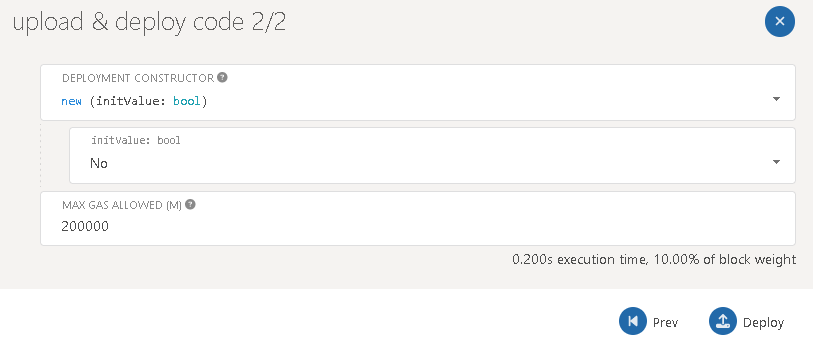 upload & deploy code 2/2
DEPLOYMENT CONSTRUCTOR
new (initValue: bool)
initValue: bool
No
MAX GAS ALLOWED (M)
200000
0.200s execution time, 10.00% of block weight
Prev
Deploy